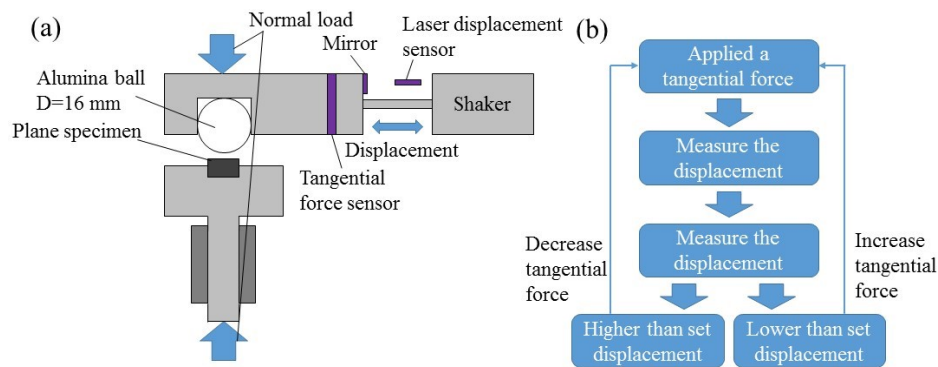 (a)
Normal load
Mirror
Laser displacement
sensor
Alumina ball
D=16 mm
Plane specimen
Shaker
Displacement
Tangential
force sensor
(b)
Applied a
tangential force
Measure the
displacement
Measure the
displacement
Decrease
tangential
force
Increase
tangential
force
Higher than set
displacement
Lower than set
displacement